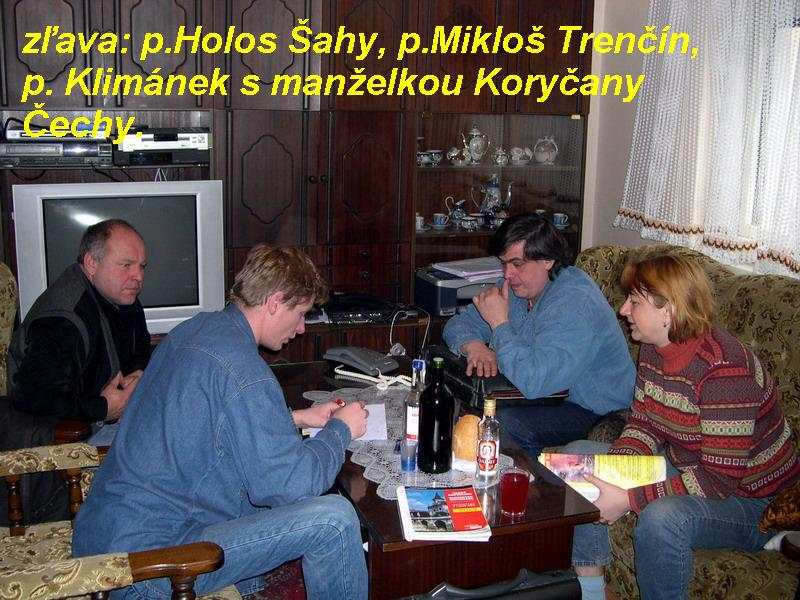 zľava: p.Holos Šahy, p.Mikloš Trenčín,
p. Klimánek s manželkou Koryčany
Čechy.